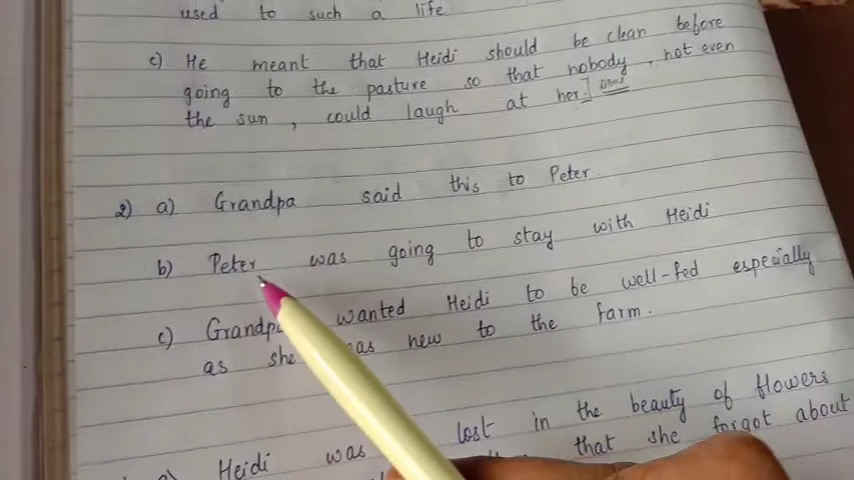 used to such a life
c) He meant that Heidi should be clean before
going to the pasture so that nobody, not even
the sun, could laugh at her.]
2) a) Grandpa said this to Peter.
b) Peter was going to stay with Heidi
c) Grandpa wanted Heidi to be well-fed especially
as she was new to the farm.
a) Heidi was lost in the beauty of flowers
that she forgot about